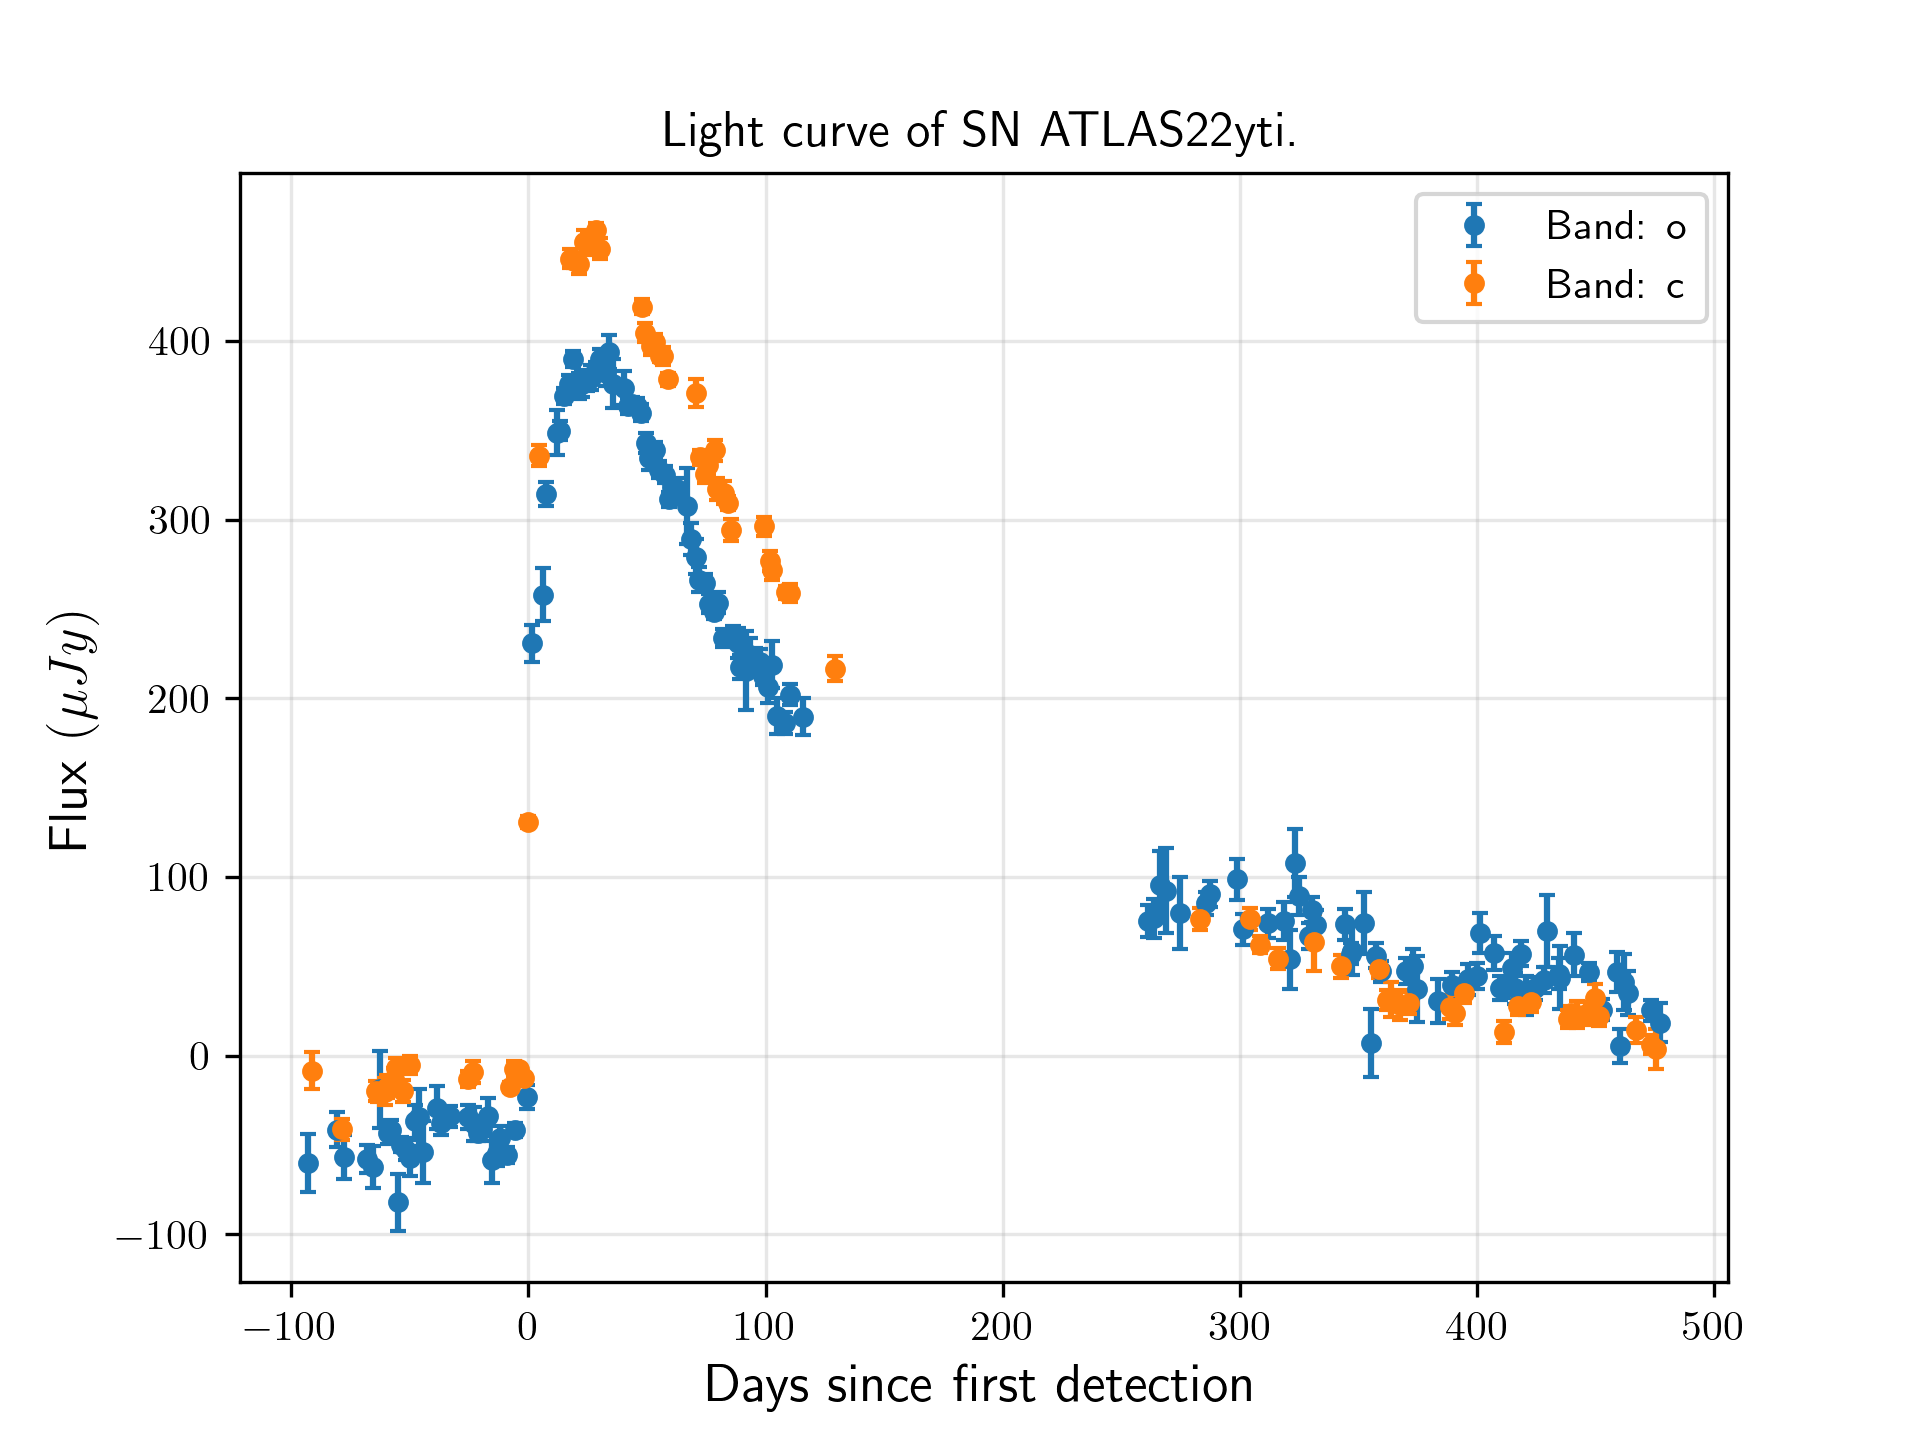 Light curve of SN ATLAS22yti.
Band: o
Band: c
400
300
200
100
0
−100
Flux (μJy)
−100 0 100 200 300 400 500
Days since first detection